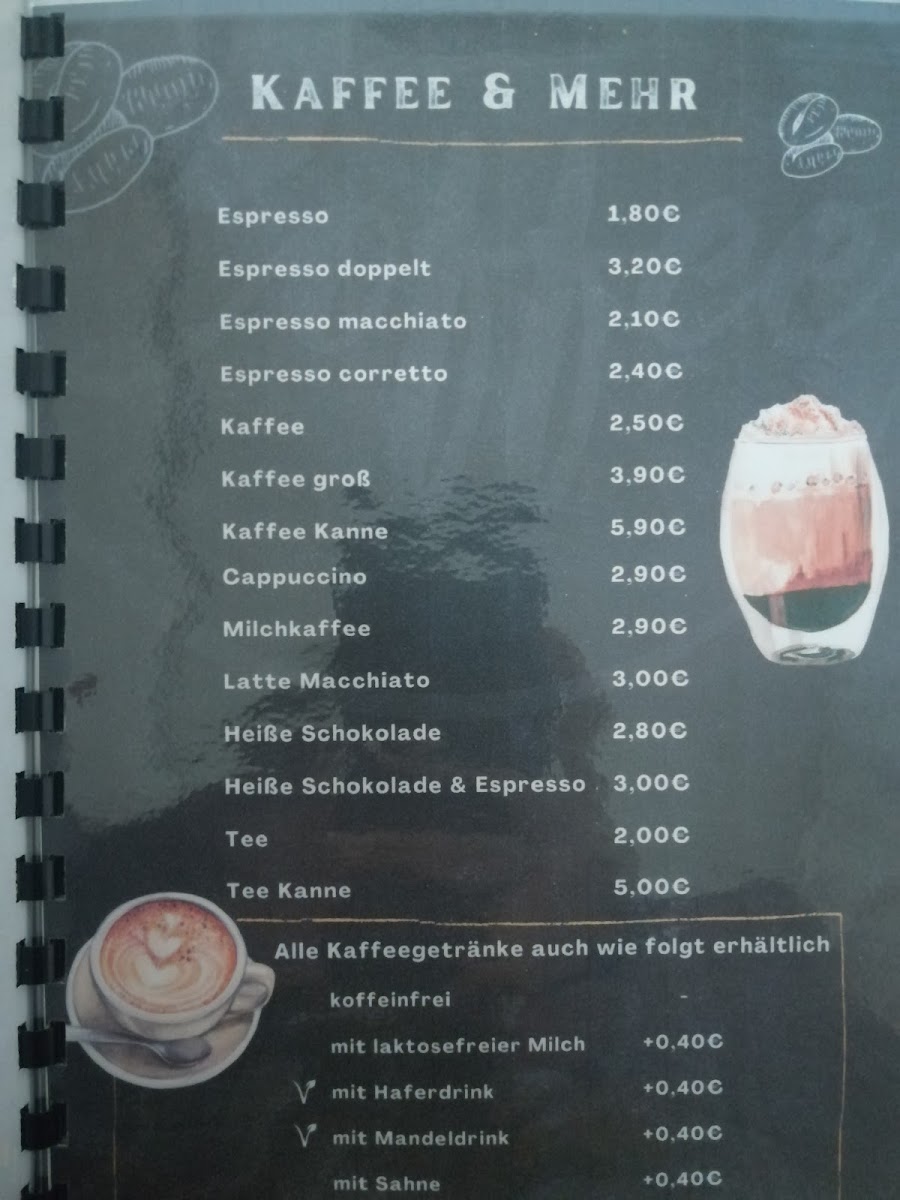 KAFFEE & MEHR
Espresso 1,80€
Espresso doppelt 3,20€
Espresso macchiato 2,10€
Espresso corretto 2,40€
Kaffee 2,50€
Kaffee groß 3,90€
Kaffee Kanne 5,90€
Cappuccino 2,90€
Milchkaffee 2,90€
Latte Macchiato 3,00€
Heiße Schokolade 2,80€
Heiße Schokolade & Espresso 3,00€
Tee 2,00€
Tee Kanne 5,00€
Alle Kaffeegetränke auch wie folgt erhältlich
koffeinfrei -
mit laktosefreier Milch +0,40€
mit Haferdrink +0,40€
mit Mandeldrink +0,40€
mit Sahne +0,40€